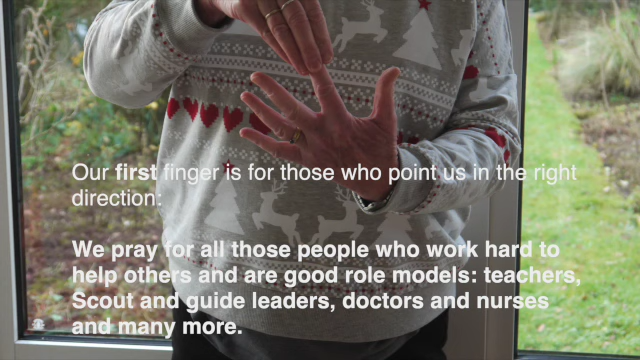 Our first finger is for those who point us in the right
direction:
We pray for all those people who work hard to
help others and are good role models: teachers,
Scout and guide leaders, doctors and nurses
and many more.